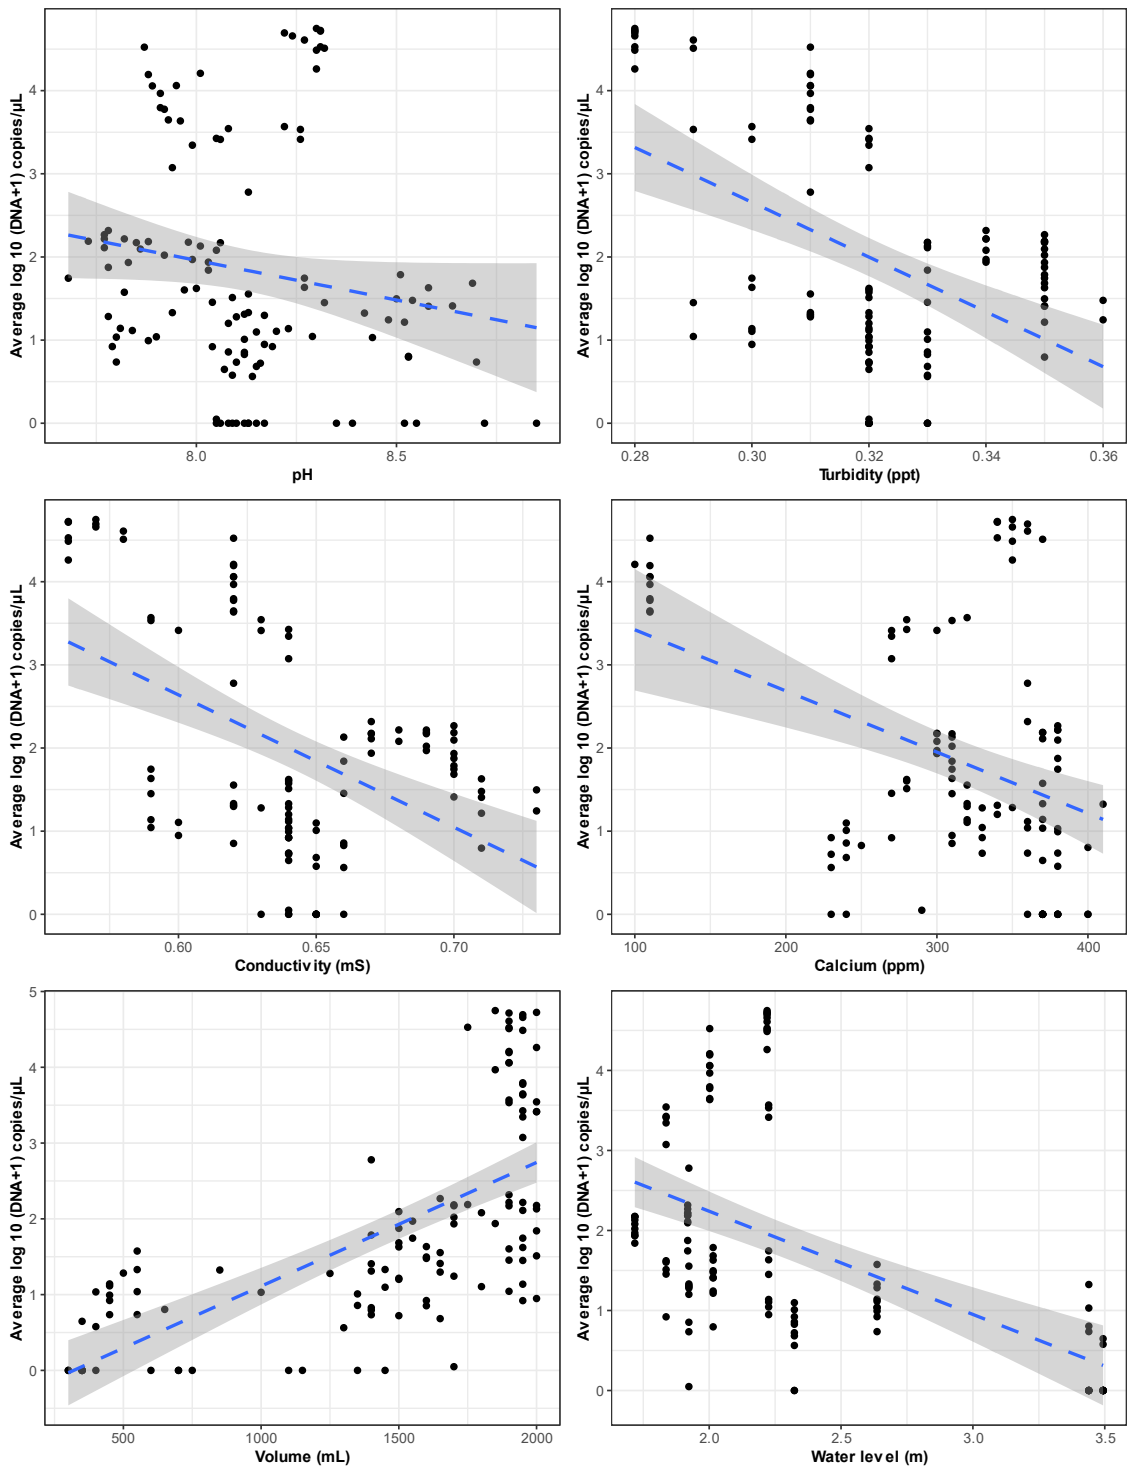 Average log 10 (DNA+1) copies/µL
4
3
2
1
0
8.0 8.5
pH
Average log 10 (DNA+1) copies/µL
4
3
2
1
0
0.28 0.30 0.32 0.34 0.36
Turbidity (ppt)
Average log 10 (DNA+1) copies/µL
4
3
2
1
0
0.60 0.65 0.70
Conductivity (mS)
Average log 10 (DNA+1) copies/µL
4
3
2
1
0
100 200 300 400
Calcium (ppm)
Average log 10 (DNA+1) copies/µL
5
4
3
2
1
0
500 1000 1500 2000
Volume (mL)
Average log 10 (DNA+1) copies/µL
4
3
2
1
0
2.0 2.5 3.0 3.5
Water level (m)